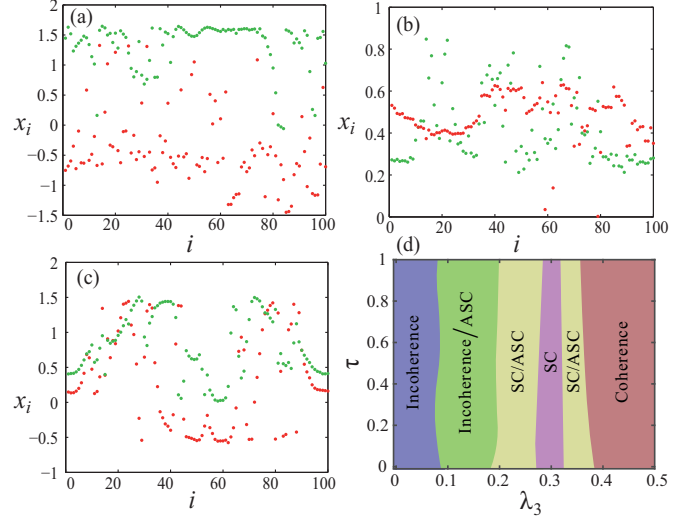 (a)
1.5
1
0.5
0
−0.5
−1
−1.5
x_i
0 20 40 60 80 100
i
(b)
1
0.8
0.6
0.4
0.2
0
x_i
0 20 40 60 80 100
i
(c)
1.5
1
0.5
0
−0.5
−1
x_i
0 20 40 60 80 100
i
(d)
1
0.8
0.6
0.4
0.2
0
τ
Incoherence
Incoherence/ASC
SC/ASC
SC
SC/ASC
Coherence
0 0.1 0.2 0.3 0.4 0.5
λ₃